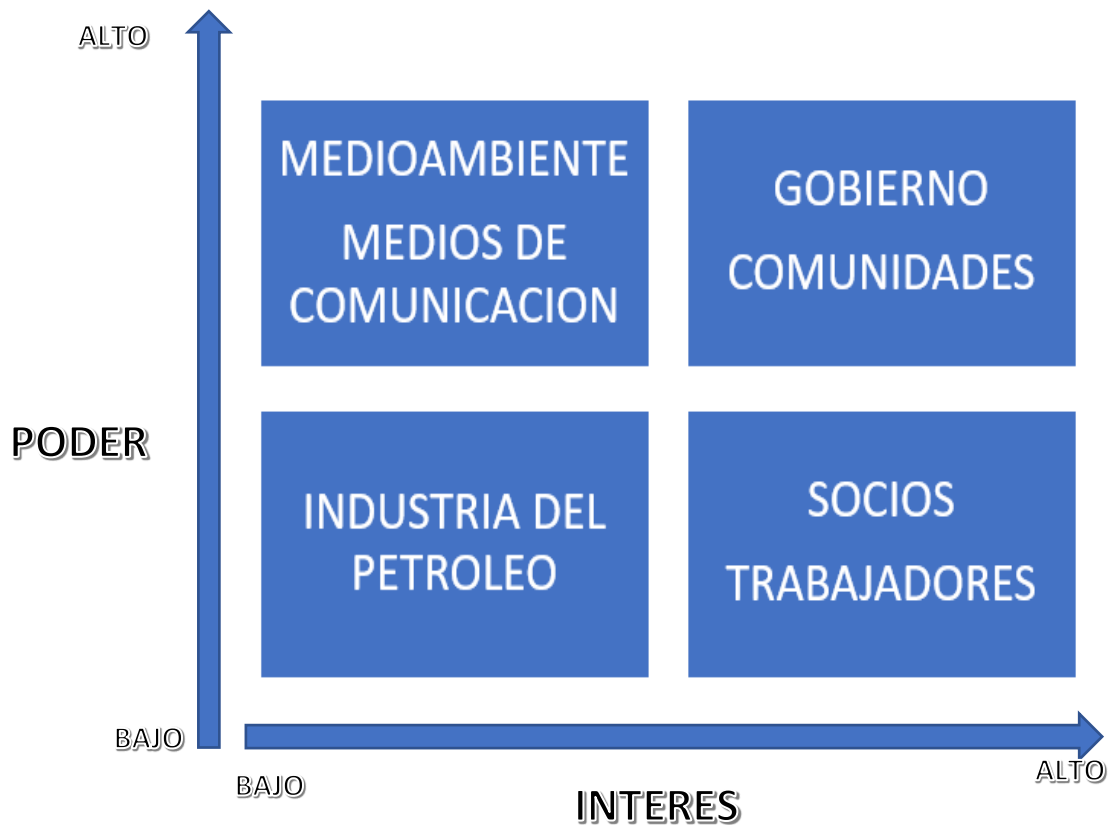 ALTO
MEDIOAMBIENTE
MEDIOS DE
COMUNICACION
GOBIERNO
COMUNIDADES
PODER
INDUSTRIA DEL
PETROLEO
SOCIOS
TRABAJADORES
BAJO
BAJO
INTERES
ALTO